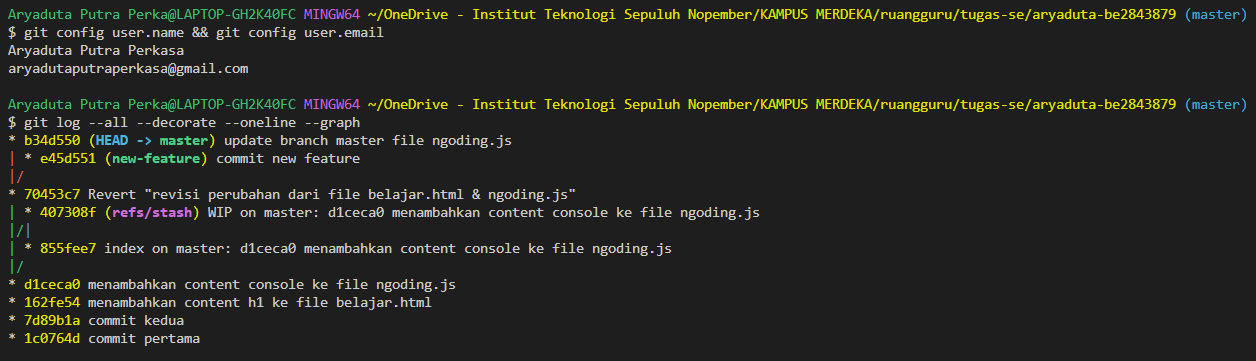 Aryaduta Putra Perka@LAPTOP-GH2K40FC MINGW64 ~/OneDrive - Institut Teknologi Sepuluh Nopember/KAMPUS MERDEKA/ruangguru/tugas-se/aryaduta-be2843879 (master)
$ git config user.name && git config user.email
Aryaduta Putra Perkasa
aryadutaputraperkasa@gmail.com
Aryaduta Putra Perka@LAPTOP-GH2K40FC MINGW64 ~/OneDrive - Institut Teknologi Sepuluh Nopember/KAMPUS MERDEKA/ruangguru/tugas-se/aryaduta-be2843879 (master)
$ git log --all --decorate --oneline --graph
* b34d550 (HEAD -> master) update branch master file ngoding.js
| * e45d551 (new-feature) commit new feature
|/
* 70453c7 Revert "revisi perubahan dari file belajar.html & ngoding.js"
| * 407308f (refs/stash) WIP on master: d1ceca0 menambahkan content console ke file ngoding.js
|/|
| * 855fee7 index on master: d1ceca0 menambahkan content console ke file ngoding.js
|/
* d1ceca0 menambahkan content console ke file ngoding.js
* 162fe54 menambahkan content h1 ke file belajar.html
* 7d89b1a commit kedua
* 1c0764d commit pertama